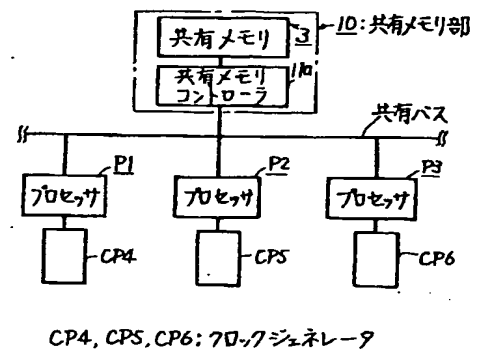 共有メモリ 3 10:共有メモリ部
共有メモリ
コントローラ 11a
共有バス
P1 P2 P3
プロセッサ プロセッサ プロセッサ
CP4 CP5 CP6
CP4, CP5, CP6:クロックジェネレータ